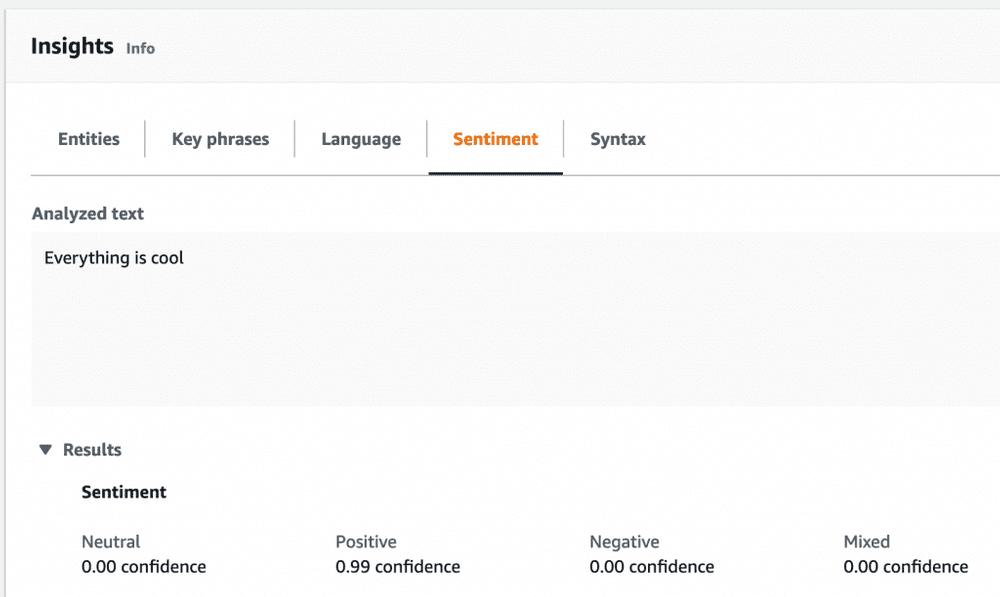 Insights Info
Entities Key phrases Language Sentiment Syntax
Analyzed text
Everything is cool
Results
Sentiment
Neutral Positive Negative Mixed
0.00 confidence 0.99 confidence 0.00 confidence 0.00 confidence